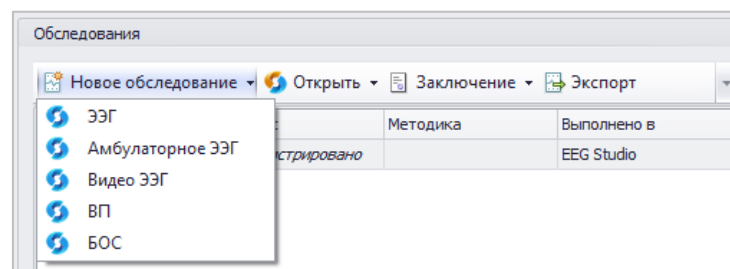 Обследования
Новое обследование Открыть Заключение Экспорт
Методика Выполнено в
ЭЭГ
Амбулаторное ЭЭГ
EEG Studio
Видео ЭЭГ
ВП
БОС